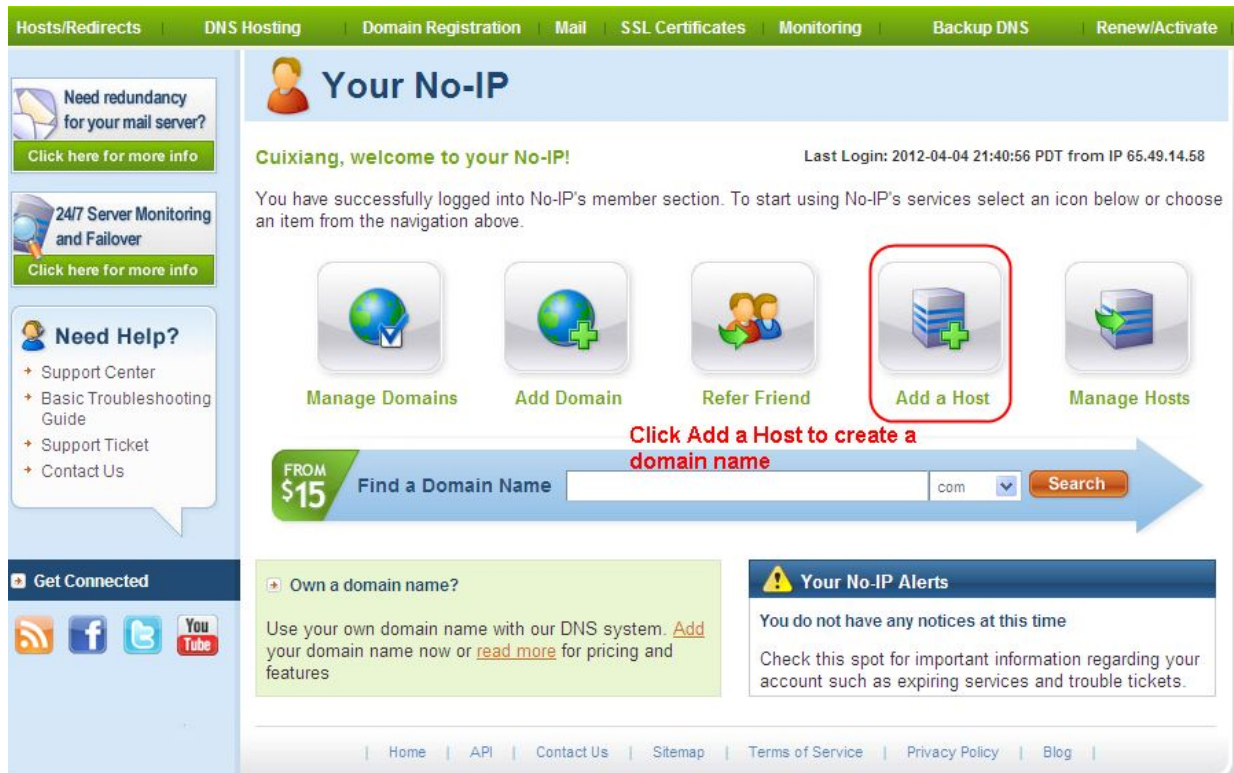 Hosts/Redirects DNS Hosting Domain Registration Mail SSL Certificates Monitoring Backup DNS Renew/Activate
Need redundancy
for your mail server?
Click here for more info
24/7 Server Monitoring
and Failover
Click here for more info
Need Help?
Support Center
Basic Troubleshooting
Guide
Support Ticket
Contact Us
Get Connected
You
Tube
Your No-IP
Cuixiang, welcome to your No-IP! Last Login: 2012-04-04 21:40:56 PDT from IP 65.49.14.58
You have successfully logged into No-IP's member section. To start using No-IP's services select an icon below or choose
an item from the navigation above.
Manage Domains Add Domain Refer Friend Add a Host Manage Hosts
Click Add a Host to create a
domain name
FROM
$15 Find a Domain Name com Search
Own a domain name?
Use your own domain name with our DNS system. Add
your domain name now or read more for pricing and
features
Your No-IP Alerts
You do not have any notices at this time
Check this spot for important information regarding your
account such as expiring services and trouble tickets.
| Home | API | Contact Us | Sitemap | Terms of Service | Privacy Policy | Blog |